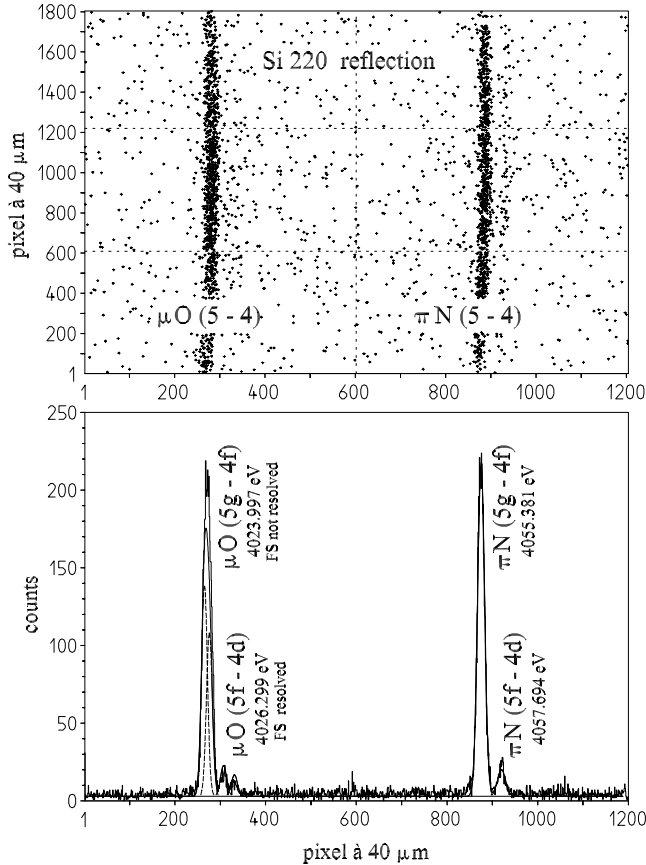 1800
1600
1400
1200
1000
800
600
400
200
1
pixel à 40 μm
Si 220 reflection
μO (5 - 4)
πN (5 - 4)
1 200 400 600 800 1000 1200
250
200
150
100
50
0
counts
μO (5g - 4f)
4023.997 eV
FS not resolved
μO (5f - 4d)
4026.299 eV
FS resolved
πN (5g - 4f)
4055.381 eV
πN (5f - 4d)
4057.694 eV
1 200 400 600 800 1000 1200
pixel à 40 μm